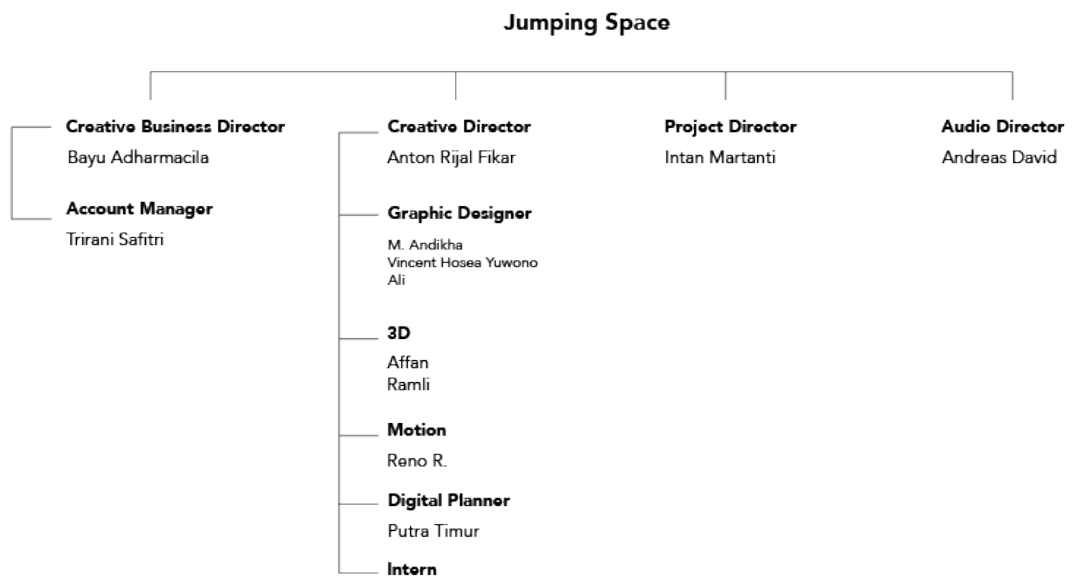 Jumping Space
Creative Business Director
Bayu Adharmacila
Account Manager
Trirani Safitri
Creative Director
Anton Rijal Fikar
Graphic Designer
M. Andikha
Vincent Hosea Yuwono
Ali
3D
Affan
Ramli
Motion
Reno R.
Digital Planner
Putra Timur
Intern
Project Director
Intan Martanti
Audio Director
Andreas David